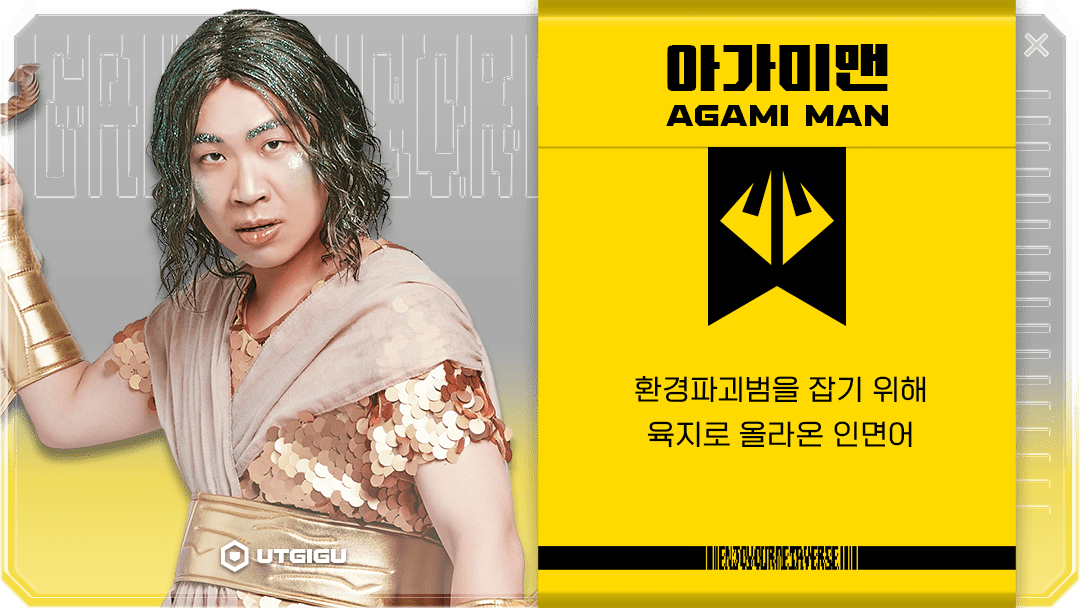 아가미맨
AGAMI MAN
환경파괴범을 잡기 위해
육지로 올라온 인면어
UTGIGU
ENJOYYOURMETAVERSE